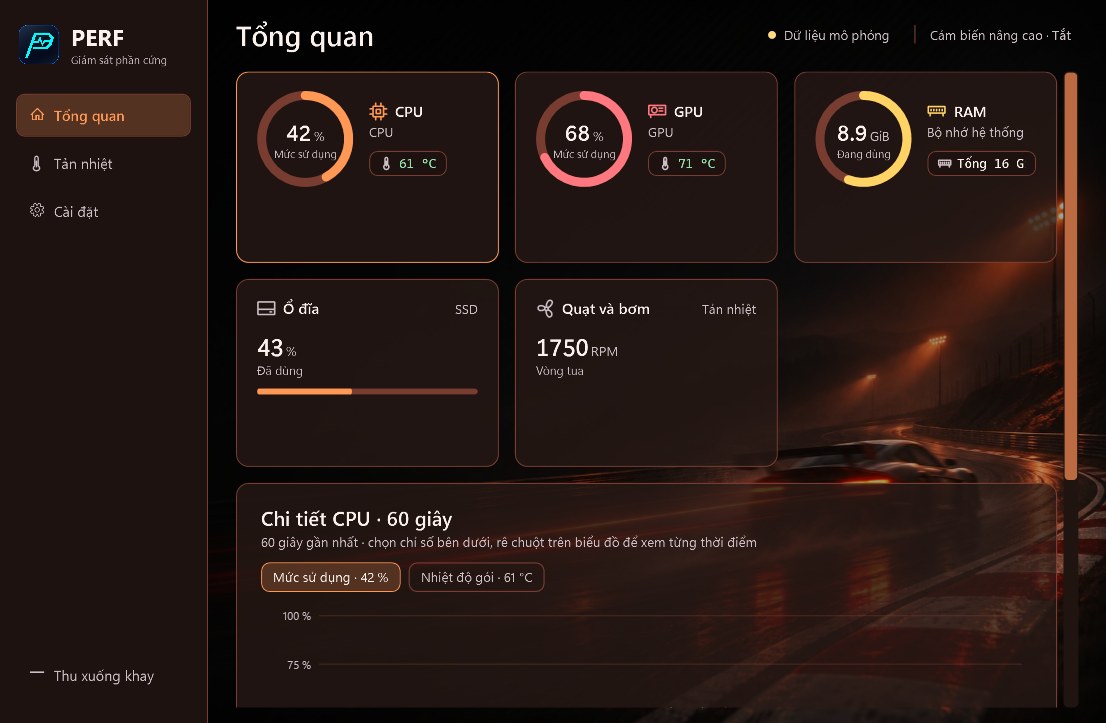 PERF
Giám sát phần cứng
Tổng quan
Tản nhiệt
Cài đặt
Thu xuống khay
Tổng quan
Dữ liệu mô phỏng
Cảm biến nâng cao · Tắt
42 %
Mức sử dụng
CPU
CPU
61 °C
68 %
Mức sử dụng
GPU
GPU
71 °C
8.9 GiB
Đang dùng
RAM
Bộ nhớ hệ thống
Tổng 16 G
Ổ đĩa
SSD
43 %
Đã dùng
Quạt và bơm
Tản nhiệt
1750 RPM
Vòng tua
Chi tiết CPU · 60 giây
60 giây gần nhất · chọn chỉ số bên dưới, rê chuột trên biểu đồ để xem từng thời điểm
Mức sử dụng · 42 %
Nhiệt độ gói · 61 °C
100 %
75 %